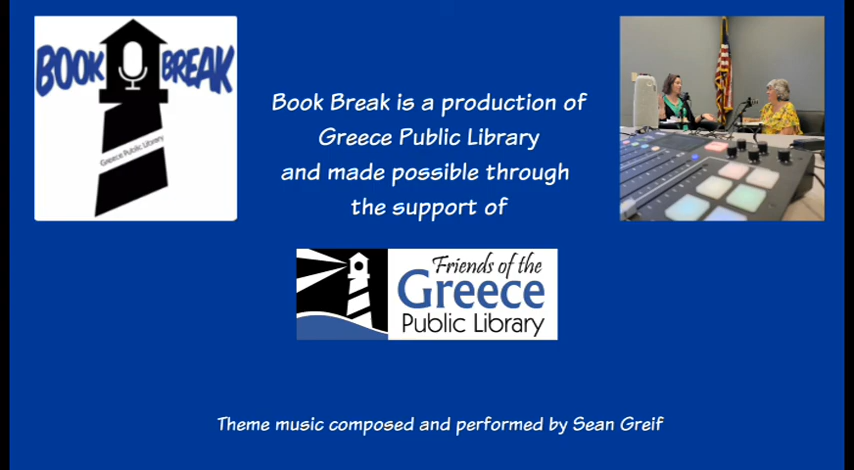 BOOK BREAK
Greece Public Library
Book Break is a production of
Greece Public Library
and made possible through
the support of
Friends of the
Greece
Public Library
Theme music composed and performed by Sean Greif